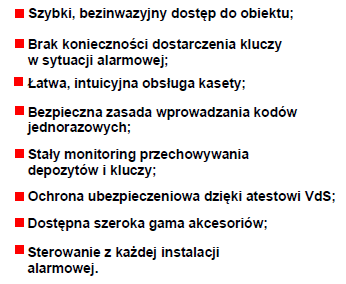 Szybki, bezinwazyjny dostęp do obiektu;
Brak konieczności dostarczenia kluczy
w sytuacji alarmowej;
Łatwa, intuicyjna obsługa kasety;
Bezpieczna zasada wprowadzania kodów
jednorazowych;
Stały monitoring przechowywania
depozytów i kluczy;
Ochrona ubezpieczeniowa dzięki atestowi VdS;
Dostępna szeroka gama akcesoriów;
Sterowanie z każdej instalacji
alarmowej.